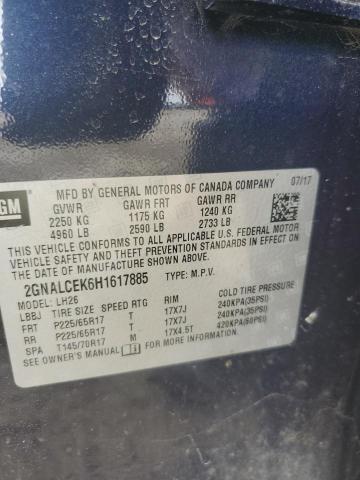 GM
MFD BY GENERAL MOTORS OF CANADA COMPANY 07/17
GVWR GAWR FRT GAWR RR
2250 KG 1175 KG 1240 KG
4960 LB 2590 LB 2733 LB
THIS VEHICLE CONFORMS TO ALL APPLICABLE U.S. FEDERAL MOTOR
VEHICLE SAFETY AND THEFT PREVENTION STANDARDS IN EFFECT ON
THE DATE OF MANUFACTURE SHOWN ABOVE.
2GNALCEK6H1617885 TYPE: M.P.V.
MODEL: LH26
LBBJ TIRE SIZE SPEED RTG RIM COLD TIRE PRESSURE
FRT P225/65R17 T 17X7J 240KPA(35PSI)
RR P225/65R17 T 17X7J 240KPA(35PSI)
SPA T145/70R17 M 17X4.5T 420KPA(60PSI)
SEE OWNER'S MANUAL